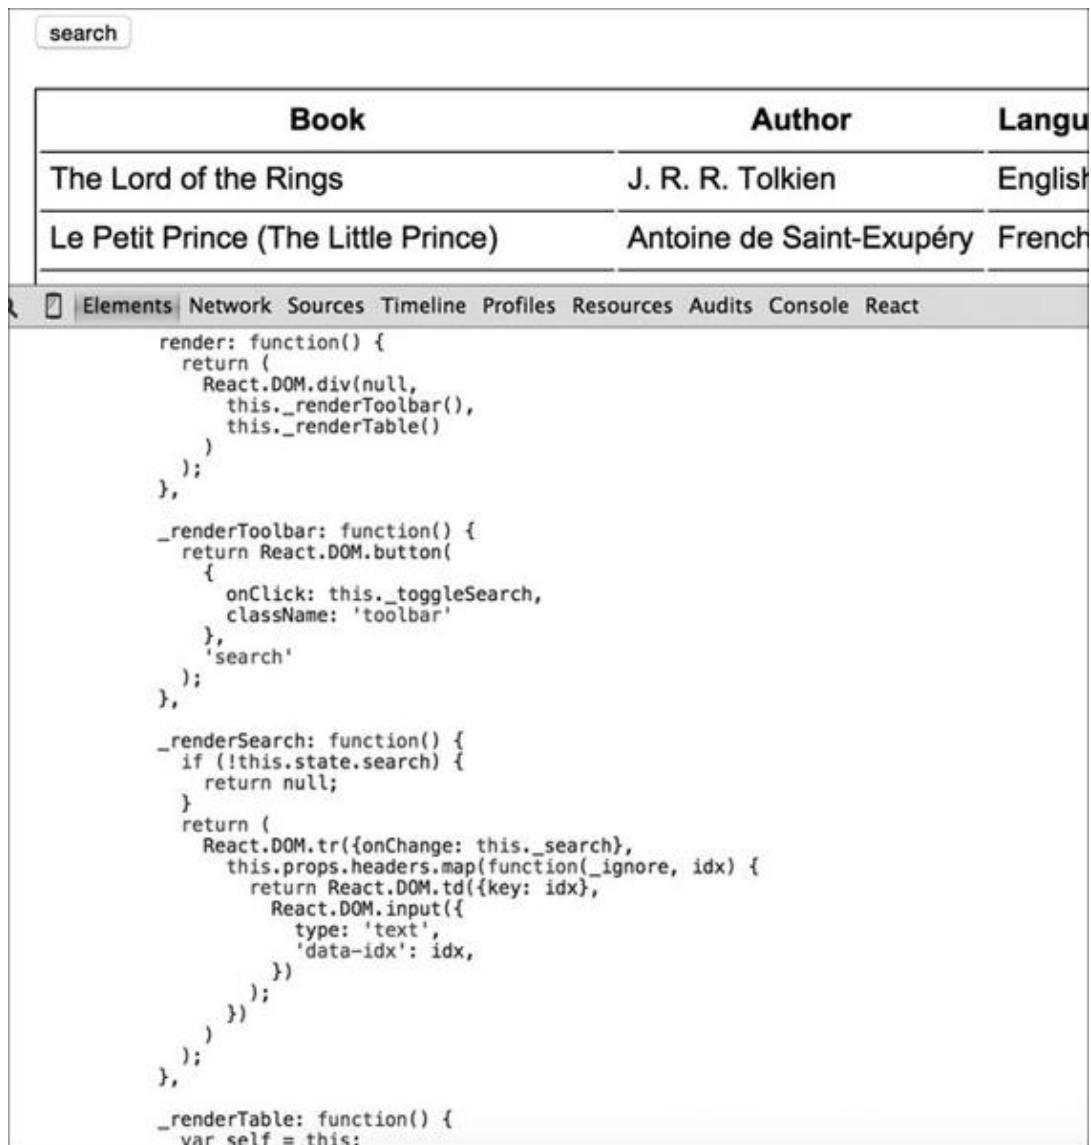 search
Book Author Langu
The Lord of the Rings J. R. R. Tolkien English
Le Petit Prince (The Little Prince) Antoine de Saint-Exupéry French
Elements Network Sources Timeline Profiles Resources Audits Console React
render: function() {
return (
React.DOM.div(null,
this._renderToolbar(),
this._renderTable()
)
);
},
_renderToolbar: function() {
return React.DOM.button(
{
onClick: this._toggleSearch,
className: 'toolbar'
},
'search'
);
},
_renderSearch: function() {
if (!this.state.search) {
return null;
}
return (
React.DOM.tr({onChange: this._search},
this.props.headers.map(function(_ignore, idx) {
return React.DOM.td({key: idx},
React.DOM.input({
type: 'text',
'data-idx': idx,
})
);
})
)
);
},
_renderTable: function() {
var self = this;